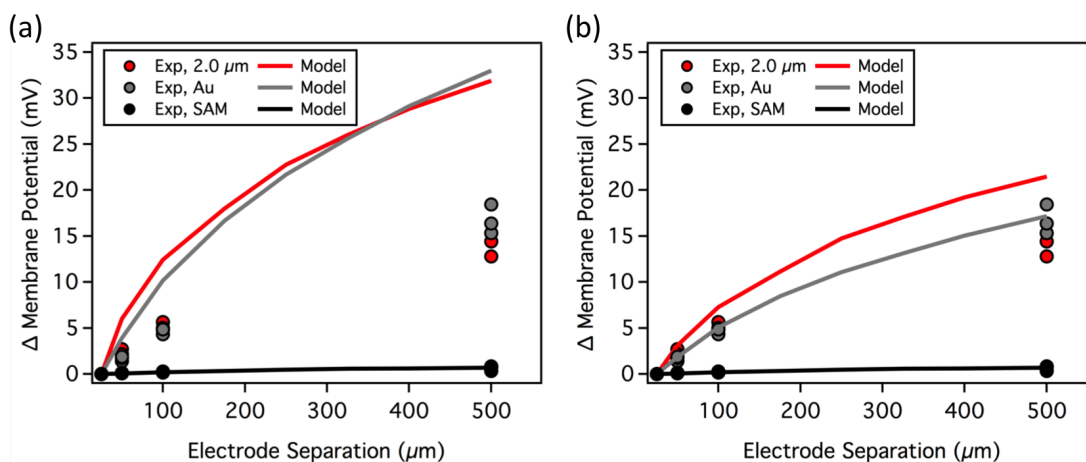 (a)
35
30
25
20
15
10
5
0
Δ Membrane Potential (mV)
Exp, 2.0 µm Model
Exp, Au Model
Exp, SAM Model
100 200 300 400 500
Electrode Separation (µm)
(b)
35
30
25
20
15
10
5
0
Δ Membrane Potential (mV)
Exp, 2.0 µm Model
Exp, Au Model
Exp, SAM Model
100 200 300 400 500
Electrode Separation (µm)